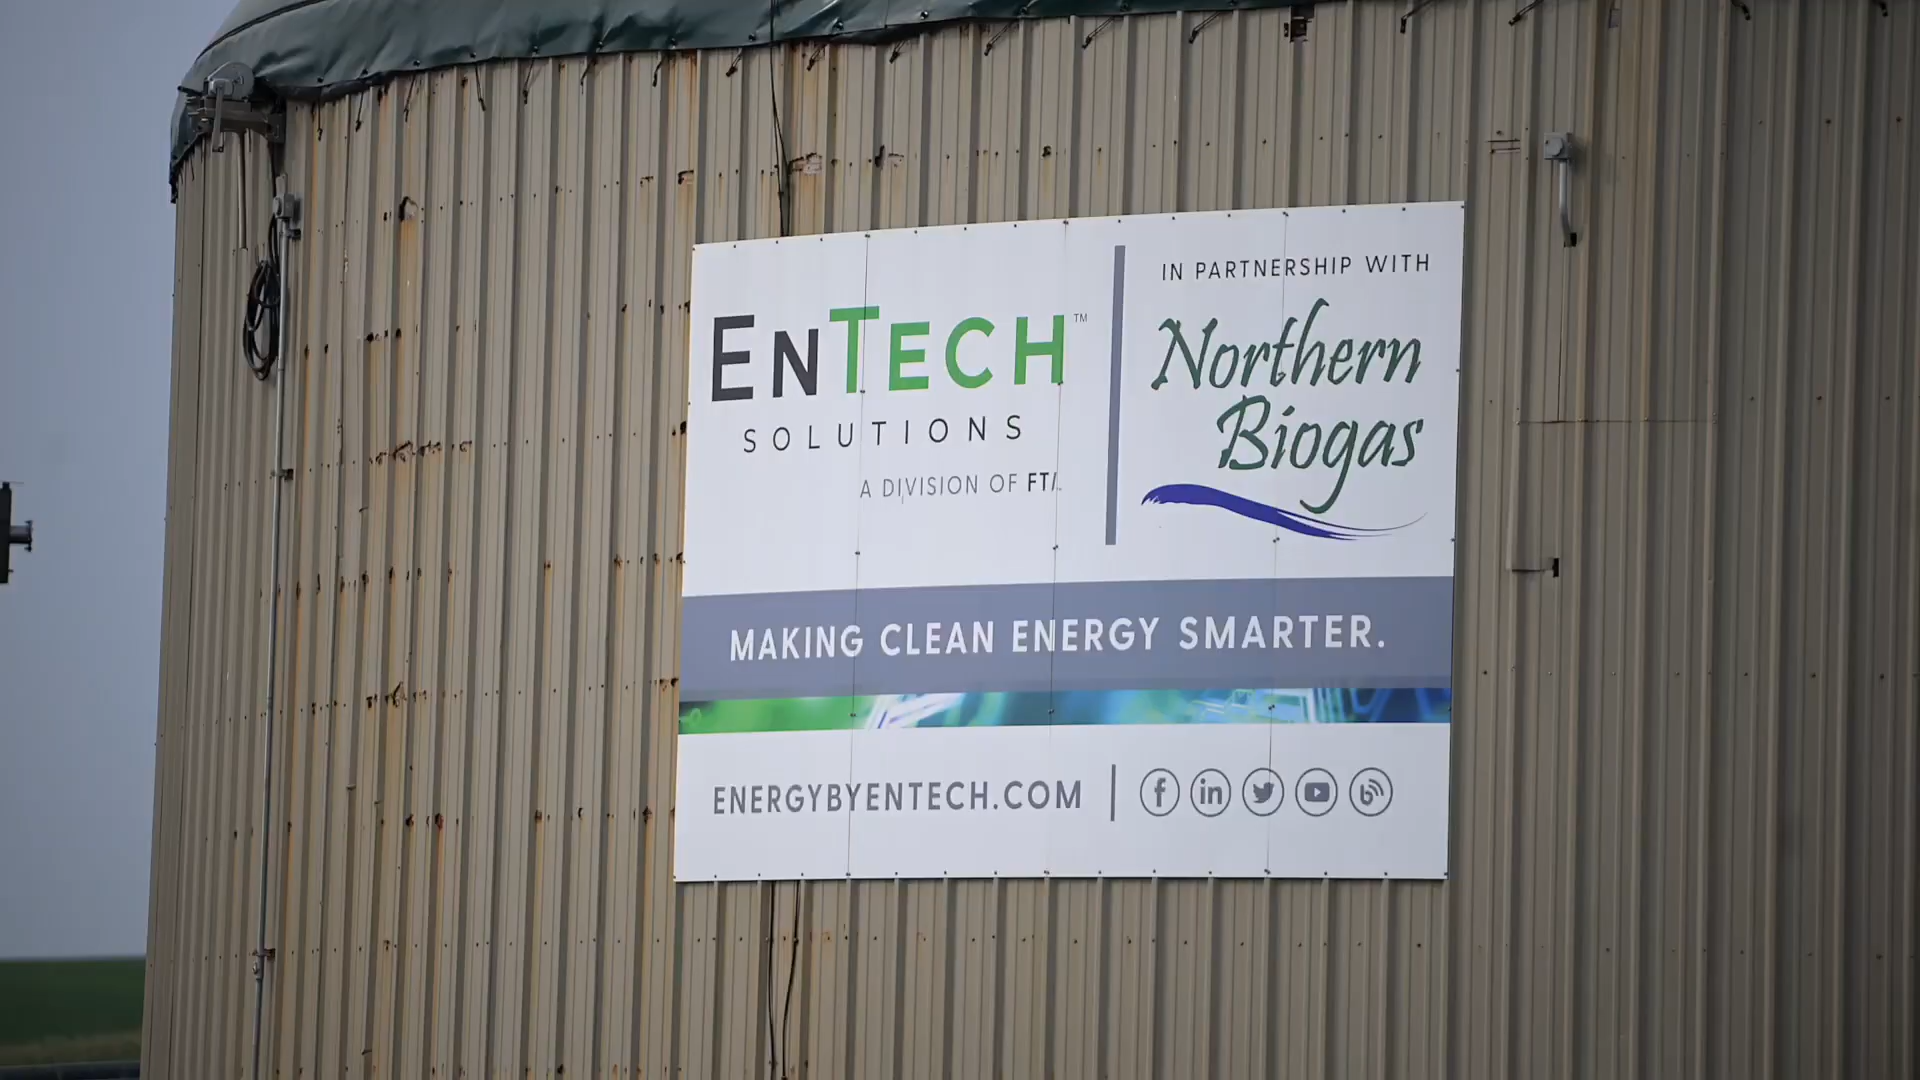 EnTech™
SOLUTIONS
A DIVISION OF FTI.
IN PARTNERSHIP WITH
Northern
Biogas
MAKING CLEAN ENERGY SMARTER.
ENERGYBYENTECH.COM